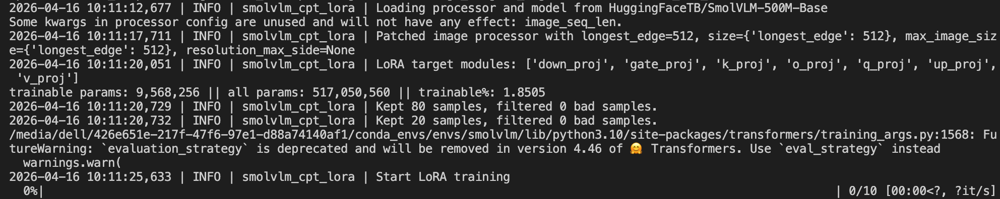 2026-04-16 10:11:12,677 | INFO | smolvlm_cpt_lora | Loading processor and model from HuggingFaceTB/SmolVLM-500M-Base
Some kwargs in processor config are unused and will not have any effect: image_seq_len.
2026-04-16 10:11:17,711 | INFO | smolvlm_cpt_lora | Patched image processor with longest_edge=512, size={'longest_edge': 512}, max_image_siz
e={'longest_edge': 512}, resolution_max_side=None
2026-04-16 10:11:20,051 | INFO | smolvlm_cpt_lora | LoRA target modules: ['down_proj', 'gate_proj', 'k_proj', 'o_proj', 'q_proj', 'up_proj',
 'v_proj']
trainable params: 9,568,256 || all params: 517,050,560 || trainable%: 1.8505
2026-04-16 10:11:20,729 | INFO | smolvlm_cpt_lora | Kept 80 samples, filtered 0 bad samples.
2026-04-16 10:11:20,732 | INFO | smolvlm_cpt_lora | Kept 20 samples, filtered 0 bad samples.
/media/dell/426e651e-217f-47f6-97e1-d88a74140af1/conda_envs/envs/smolvlm/lib/python3.10/site-packages/transformers/training_args.py:1568: Fu
tureWarning: `evaluation_strategy` is deprecated and will be removed in version 4.46 of 🤗 Transformers. Use `eval_strategy` instead
  warnings.warn(
2026-04-16 10:11:25,633 | INFO | smolvlm_cpt_lora | Start LoRA training
  0%|          | 0/10 [00:00<?, ?it/s]